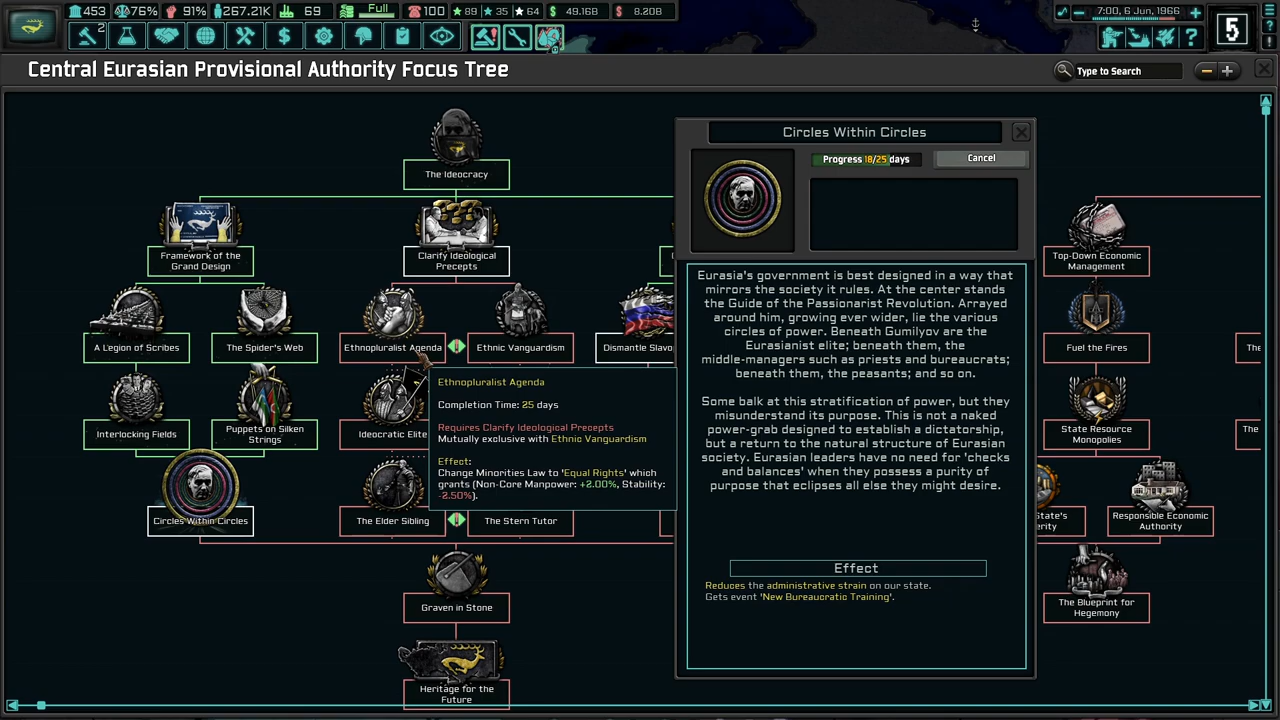 453 76% 91% 267.21K 69 Full 100 89 35 64 $ 49.16B $ 8.20B 7:00, 6 Jun, 1966
2 5
Central Eurasian Provisional Authority Focus Tree
Type to Search
The Ideocracy
Framework of the
Grand Design
Clarify Ideological
Precepts
Top-Down Economic
Management
A Legion of Scribes
The Spider's Web
Ethnopluralist Agenda
Ethnic Vanguardism
Dismantle Slavo
Fuel the Fires
The
Interlocking Fields
Puppets on Silken
Strings
Ideocratic Elite
State Resource
Monopolies
The
Circles Within Circles
The Elder Sibling
The Stern Tutor
State's
erity
Responsible Economic
Authority
Graven in Stone
The Blueprint for
Hegemony
Heritage for the
Future
Ethnopluralist Agenda
Completion Time: 25 days
Requires Clarify Ideological Precepts
Mutually exclusive with Ethnic Vanguardism
Effect:
Change Minorities Law to 'Equal Rights' which
grants (Non-Core Manpower: +2.00%, Stability:
-2.50%).
Circles Within Circles
Progress 18/25 days
Cancel
Eurasia's government is best designed in a way that
mirrors the society it rules. At the center stands
the Guide of the Passionarist Revolution. Arrayed
around him, growing ever wider, lie the various
circles of power. Beneath Gumilyov are the
Eurasianist elite; beneath them, the
middle-managers such as priests and bureaucrats;
beneath them, the peasants; and so on.
Some balk at this stratification of power, but they
misunderstand its purpose. This is not a naked
power-grab designed to establish a dictatorship,
but a return to the natural structure of Eurasian
society. Eurasian leaders have no need for 'checks
and balances' when they possess a purity of
purpose that eclipses all else they might desire.
Effect
Reduces the administrative strain on our state.
Gets event 'New Bureaucratic Training'.